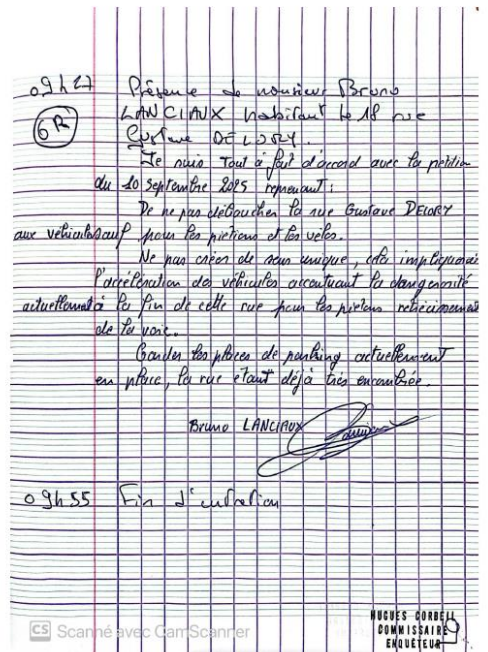 09h27 Présence de monsieur Bruno
6R LANCIAUX habitant le 18 rue
Gustave DELORY.
Je suis tout à fait d'accord avec la pétition
du 10 septembre 2025 reprenant :
De ne pas déboucher la rue Gustave DELORY
aux véhicules sauf pour les piétons et les vélos.
Ne pas créer de sens unique, cela impliquerait
l'accélération des véhicules accentuant la dangerosité
actuellement à la fin de cette rue pour les piétons rétrécissement
de la voie.
Garder les places de parking actuellement
en place, la rue étant déjà très encombrée.
Bruno LANCIAUX
09h55 Fin d'
CS Scanné avec CamScanner
HUGUES CORBEIL
COMMISSAIRE
ENQUÊTEUR